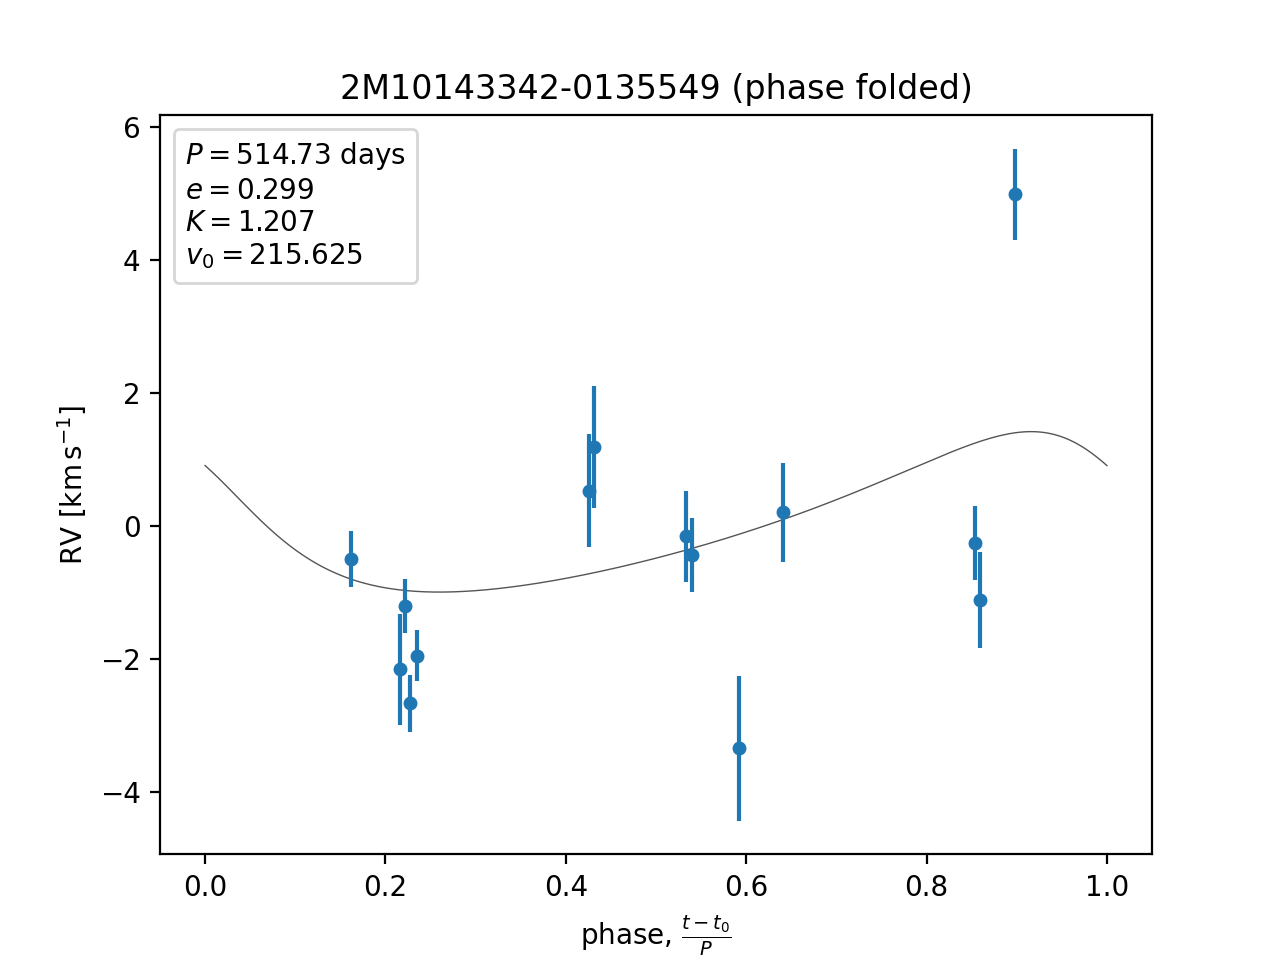 2M10143342-0135549 (phase folded)
P = 514.73 days
e = 0.299
K = 1.207
v₀ = 215.625
6
4
2
0
−2
−4
RV [km s⁻¹]
0.0 0.2 0.4 0.6 0.8 1.0
phase, (t − t₀)/P